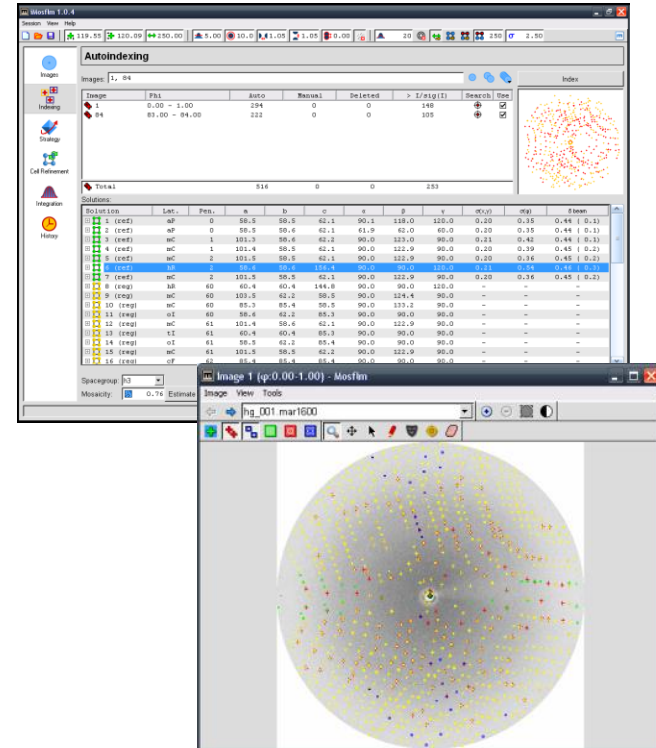 iMosflm 1.0.4
Session View Help
119.55 120.09 250.00 5.00 10.0 1.05 1.05 0.00 20 250 σ 2.50
Autoindexing
Images
Images: 1, 84
Index
Image Phi Auto Manual Deleted > I/sig(I) Search Use
1 0.00 - 1.00 294 0 0 148
84 83.00 - 84.00 222 0 0 105
Indexing
Strategy
Cell Refinement
Total 516 0 0 253
Integration
Solutions:
Solution Lat. Pen. a b c α β γ σ(x,y) σ(φ) δ beam
1 (ref) aP 0 58.5 58.5 62.1 90.1 118.0 120.0 0.20 0.35 0.44 ( 0.1)
2 (ref) aP 0 58.5 58.6 62.1 61.9 62.0 60.0 0.20 0.35 0.44 ( 0.1)
3 (ref) mC 1 101.3 58.6 62.2 90.0 123.0 90.0 0.21 0.42 0.44 ( 0.1)
4 (ref) mC 1 101.4 58.5 62.1 90.0 122.9 90.0 0.20 0.39 0.45 ( 0.2)
5 (ref) mC 2 101.5 58.5 62.1 90.0 122.9 90.0 0.20 0.36 0.45 ( 0.2)
6 (ref) hR 2 58.6 58.6 156.4 90.0 90.0 120.0 0.21 0.54 0.46 ( 0.3)
7 (ref) mC 2 101.5 58.5 62.1 90.0 122.9 90.0 0.20 0.36 0.45 ( 0.2)
8 (reg) hR 60 60.4 60.4 144.8 90.0 90.0 120.0 - - -
9 (reg) mC 60 103.5 62.2 58.5 90.0 124.4 90.0 - - -
10 (reg) mC 60 85.3 85.4 58.5 90.0 133.2 90.0 - - -
11 (reg) oI 60 58.6 62.2 85.3 90.0 90.0 90.0 - - -
12 (reg) mC 61 101.4 58.6 62.1 90.0 122.9 90.0 - - -
13 (reg) tI 61 60.4 60.4 85.3 90.0 90.0 90.0 - - -
14 (reg) oI 61 58.5 62.2 85.4 90.0 90.0 90.0 - - -
15 (reg) mC 61 101.5 58.5 62.2 90.0 122.9 90.0 - - -
16 (reg) cF 62 85.4 85.4 85.4 90.0 90.0 90.0 - - -
History
Spacegroup: h3
Mosaicity: 0.76 Estimate
Image 1 (φ:0.00-1.00) - Mosflm
Image View Tools
hg_001.mar1600